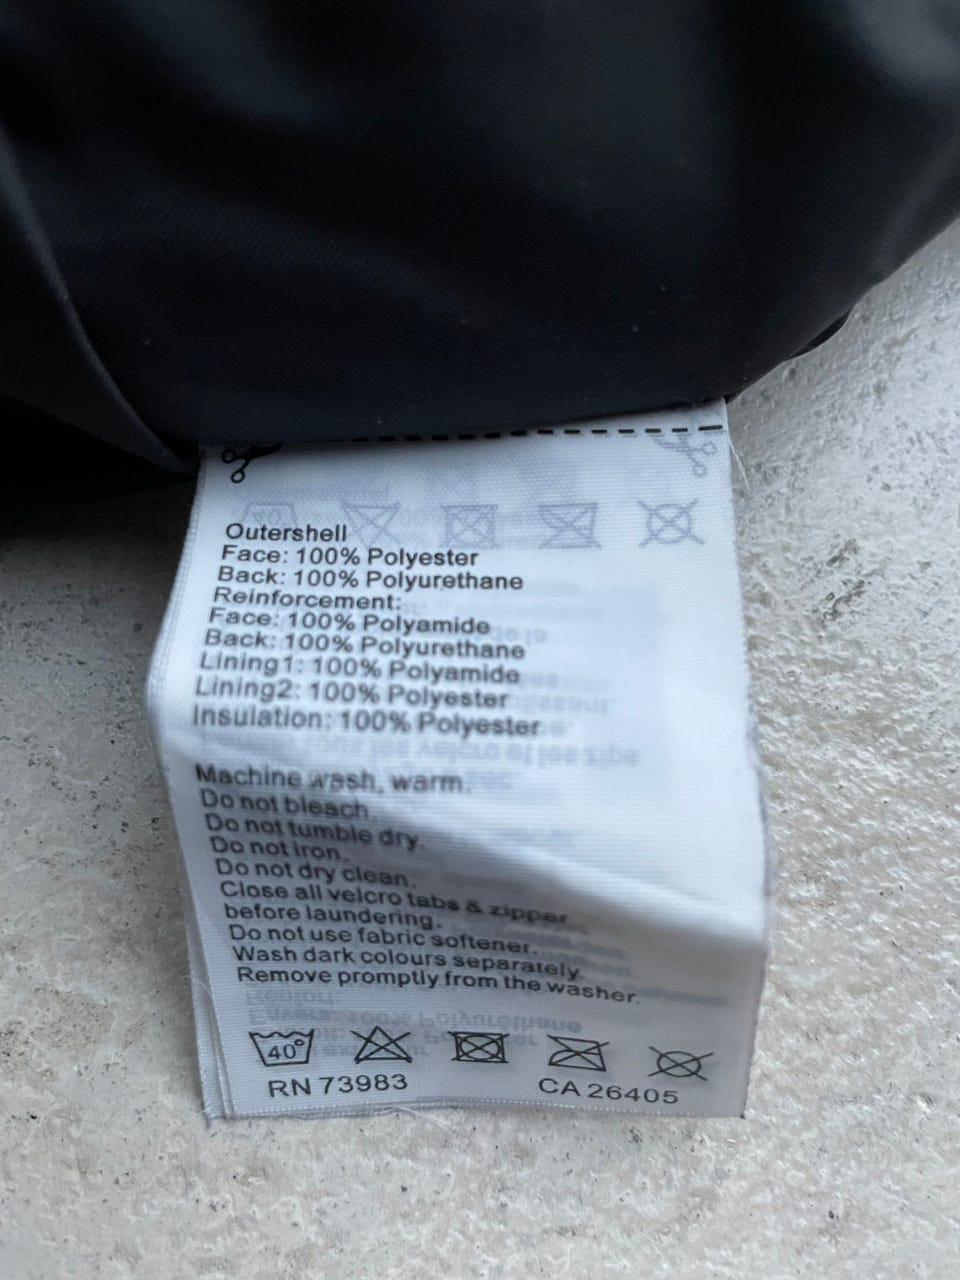 Outershell
Face: 100% Polyester
Back: 100% Polyurethane
Reinforcement:
Face: 100% Polyamide
Back: 100% Polyurethane
Lining1: 100% Polyamide
Lining2: 100% Polyester
Insulation: 100% Polyester
Machine wash, warm.
Do not bleach.
Do not tumble dry.
Do not iron.
Do not dry clean.
Close all velcro tabs & zipper
before laundering.
Do not use fabric softener.
Wash dark colours separately.
Remove promptly from the washer.
40°
RN 73983 CA 26405